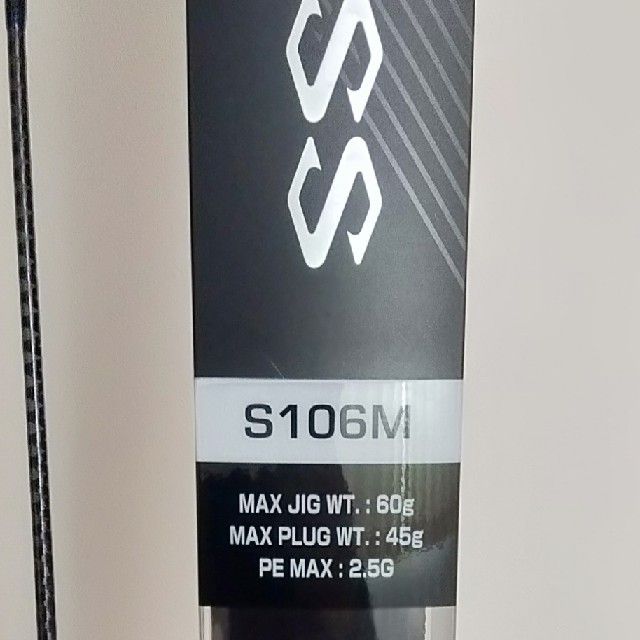 SS
S106M
MAX JIG WT. : 60g
MAX PLUG WT. : 45g
PE MAX : 2.5G